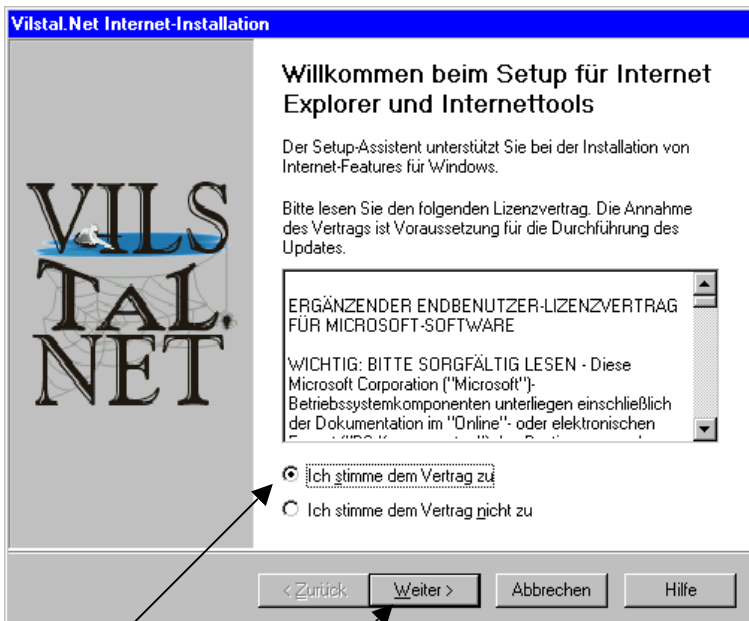 Vilstal.Net Internet-Installation
VILS
TAL.
NET
Willkommen beim Setup für Internet
Explorer und Internettools
Der Setup-Assistent unterstützt Sie bei der Installation von
Internet-Features für Windows.
Bitte lesen Sie den folgenden Lizenzvertrag. Die Annahme
des Vertrags ist Voraussetzung für die Durchführung des
Updates.
ERGÄNZENDER ENDBENUTZER-LIZENZVERTRAG
FÜR MICROSOFT-SOFTWARE
WICHTIG: BITTE SORGFÄLTIG LESEN - Diese
Microsoft Corporation ("Microsoft")-
Betriebssystemkomponenten unterliegen einschließlich
der Dokumentation im "Online"- oder elektronischen
Ich stimme dem Vertrag zu
Ich stimme dem Vertrag nicht zu
< Zurück
Weiter >
Abbrechen
Hilfe